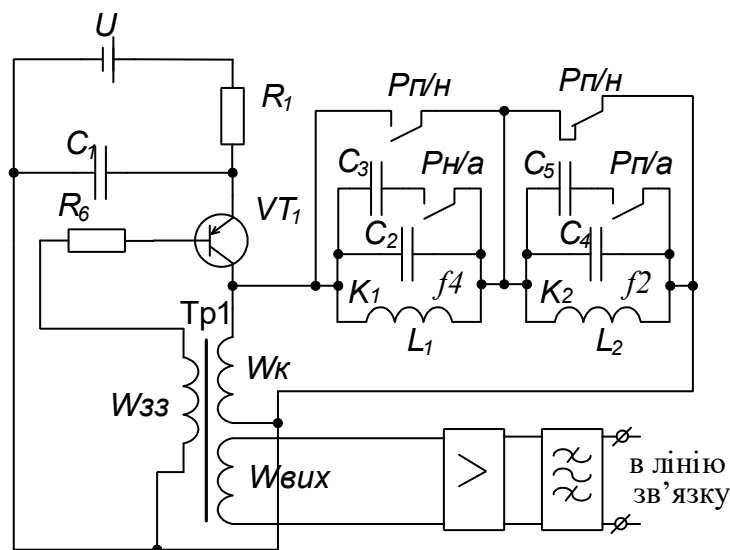 U
Рп/н
Рп/н
R1
C1
C3
Рн/а
C5
Рп/а
R6
VT1
C2
C4
K1
f4
K2
f2
Тр1
L1
L2
Wк
Wзз
Wвих
>
в лінію
зв’язку